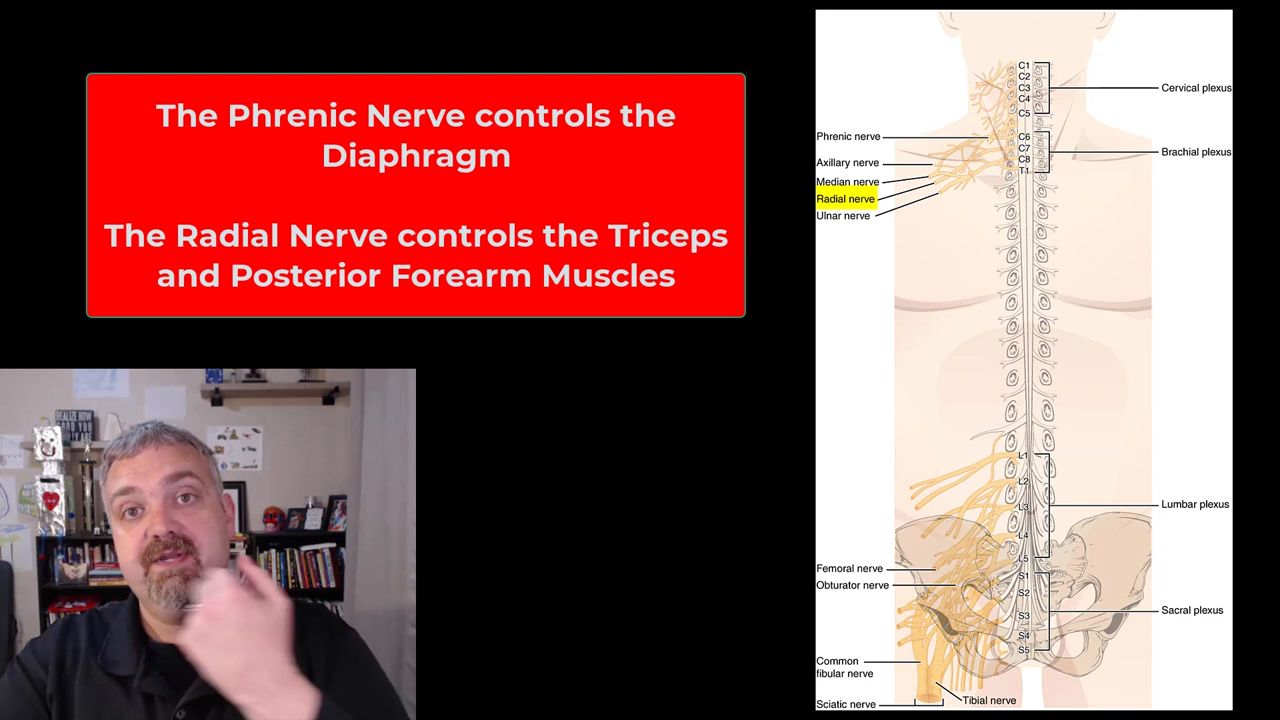 The Phrenic Nerve controls the
Diaphragm
The Radial Nerve controls the Triceps
and Posterior Forearm Muscles
REALIZE HOW
C1
C2
C3
C4
C5
C6
C7
C8
T1
Cervical plexus
Brachial plexus
Phrenic nerve
Axillary nerve
Median nerve
Radial nerve
Ulnar nerve
L1
L2
L3
L4
L5
Lumbar plexus
S1
S2
S3
S4
S5
Sacral plexus
Femoral nerve
Obturator nerve
Common
fibular nerve
Sciatic nerve
Tibial nerve